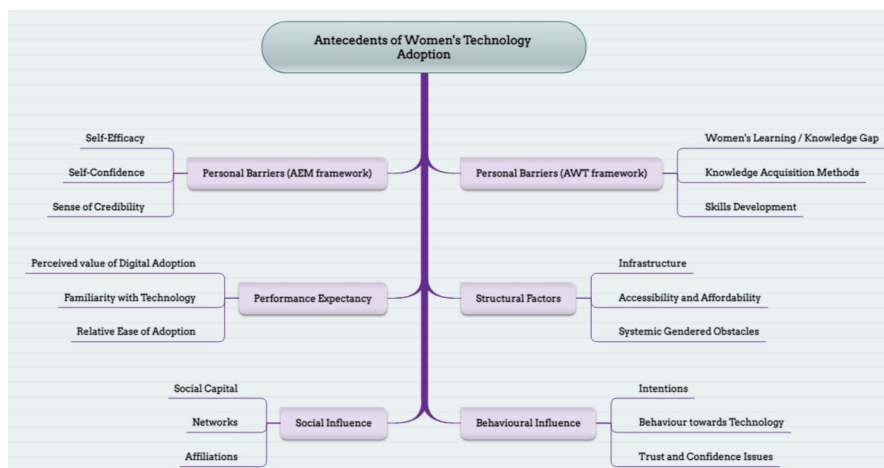 Antecedents of Women's Technology
Adoption
Self-Efficacy
Self-Confidence
Sense of Credibility
Personal Barriers (AEM framework)
Personal Barriers (AWT framework)
Women's Learning / Knowledge Gap
Knowledge Acquisition Methods
Skills Development
Perceived value of Digital Adoption
Familiarity with Technology
Relative Ease of Adoption
Performance Expectancy
Structural Factors
Infrastructure
Accessibility and Affordability
Systemic Gendered Obstacles
Social Capital
Networks
Affiliations
Social Influence
Behavioural Influence
Intentions
Behaviour towards Technology
Trust and Confidence Issues